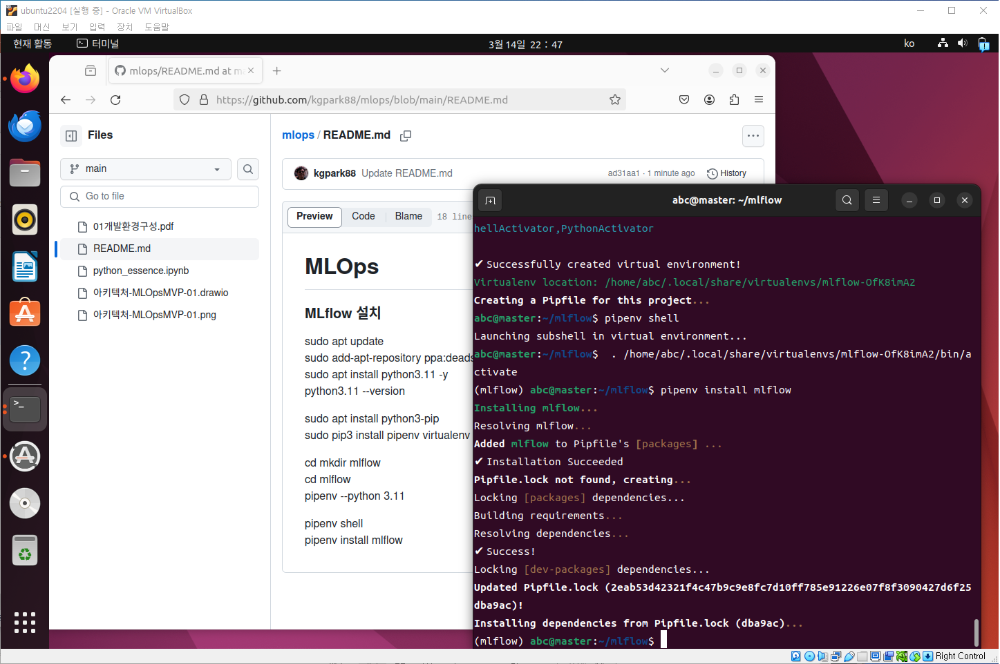 ubuntu2204 [실행 중] - Oracle VM VirtualBox
파일 머신 보기 입력 장치 도움말
현재 활동 터미널 3월 14일 22 : 47 ko
mlops/README.md at ma
https://github.com/kgpark88/mlops/blob/main/README.md
Files
main
Go to file
01개발환경구성.pdf
README.md
python_essence.ipynb
아키텍처-MLOpsMVP-01.drawio
아키텍처-MLOpsMVP-01.png
mlops / README.md
kgpark88 Update README.md ad31aa1 · 1 minute ago History
Preview Code Blame 18 line
MLOps
MLflow 설치
sudo apt update
sudo add-apt-repository ppa:deads
sudo apt install python3.11 -y
python3.11 --version
sudo apt install python3-pip
sudo pip3 install pipenv virtualenv
cd mkdir mlflow
cd mlflow
pipenv --python 3.11
pipenv shell
pipenv install mlflow
abc@master: ~/mlflow
hellActivator,PythonActivator
✔ Successfully created virtual environment!
Virtualenv location: /home/abc/.local/share/virtualenvs/mlflow-OfK8imA2
Creating a Pipfile for this project...
abc@master:~/mlflow$ pipenv shell
Launching subshell in virtual environment...
abc@master:~/mlflow$  . /home/abc/.local/share/virtualenvs/mlflow-OfK8imA2/bin/a
ctivate
(mlflow) abc@master:~/mlflow$ pipenv install mlflow
Installing mlflow...
Resolving mlflow...
Added mlflow to Pipfile's [packages] ...
✔ Installation Succeeded
Pipfile.lock not found, creating...
Locking [packages] dependencies...
Building requirements...
Resolving dependencies...
✔ Success!
Locking [dev-packages] dependencies...
Updated Pipfile.lock (2eab53d42321f4c47b9c9e8fc7d10ff785e91226e07f8f3090427d6f25
dba9ac)!
Installing dependencies from Pipfile.lock (dba9ac)...
(mlflow) abc@master:~/mlflow$
Right Control